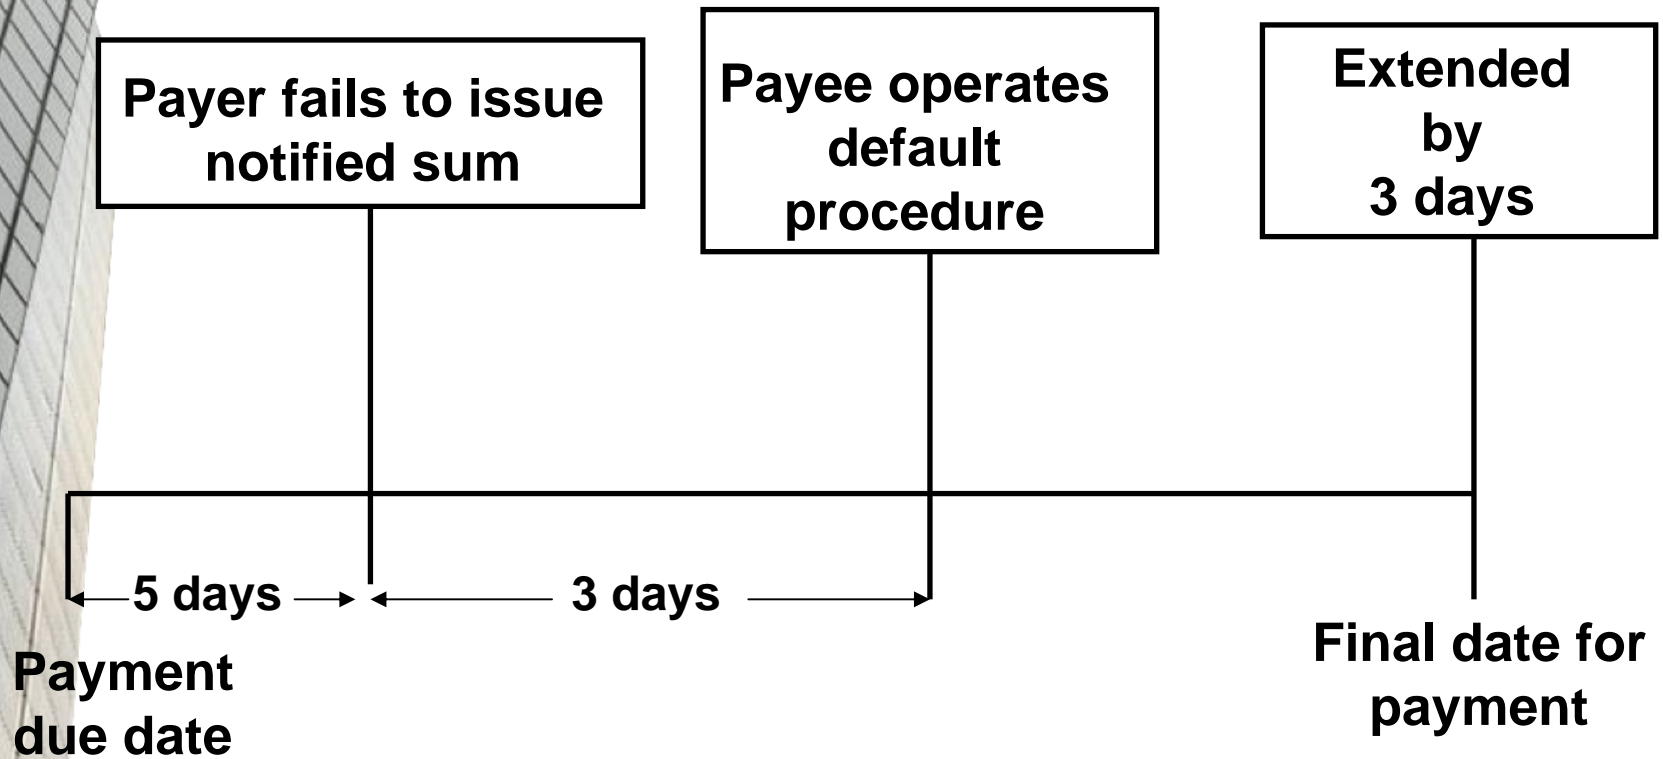 Payer fails to issue
notified sum
Payee operates
default
procedure
Extended
by
3 days
5 days
3 days
Payment
due date
Final date for
payment